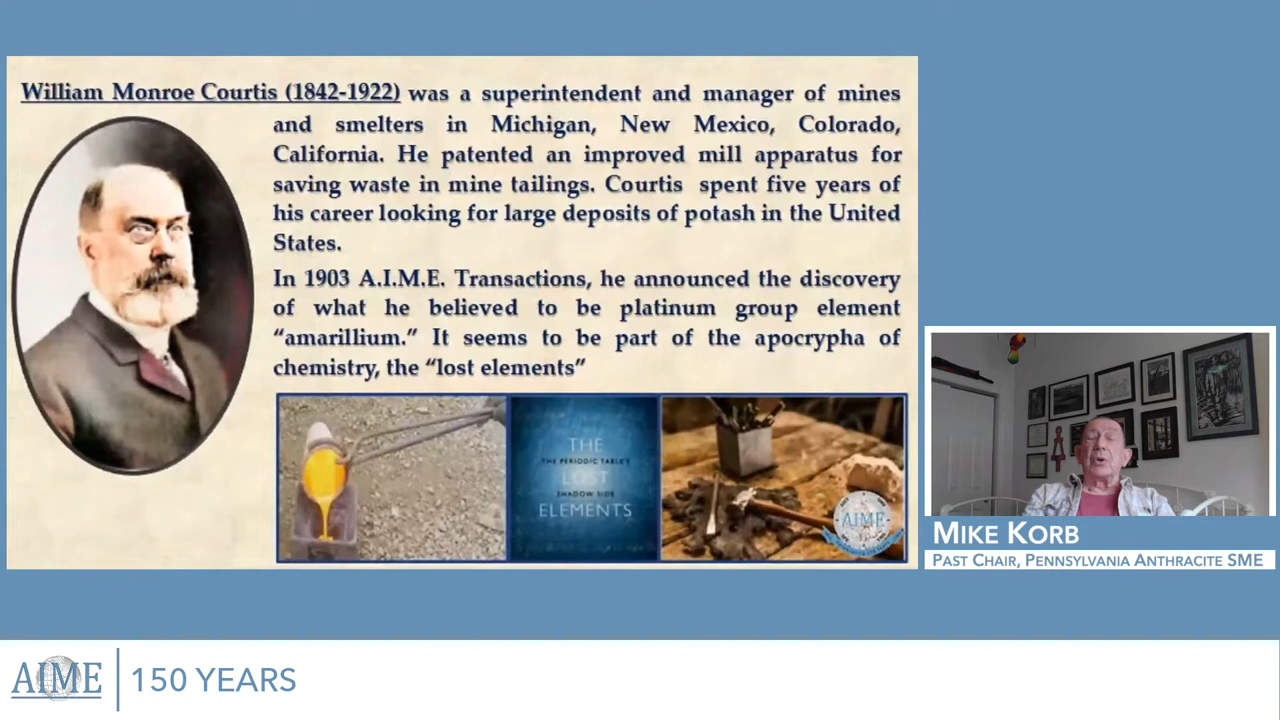 William Monroe Courtis (1842-1922) was a superintendent and manager of mines
and smelters in Michigan, New Mexico, Colorado,
California. He patented an improved mill apparatus for
saving waste in mine tailings. Courtis spent five years of
his career looking for large deposits of potash in the United
States.
In 1903 A.I.M.E. Transactions, he announced the discovery
of what he believed to be platinum group element
“amarillium.” It seems to be part of the apocrypha of
chemistry, the “lost elements”
THE
THE PERIODIC TABLE'S
LOST
SHADOW SIDE
ELEMENTS
AIME
MIKE KORB
PAST CHAIR, PENNSYLVANIA ANTHRACITE SME
AIME
150 YEARS